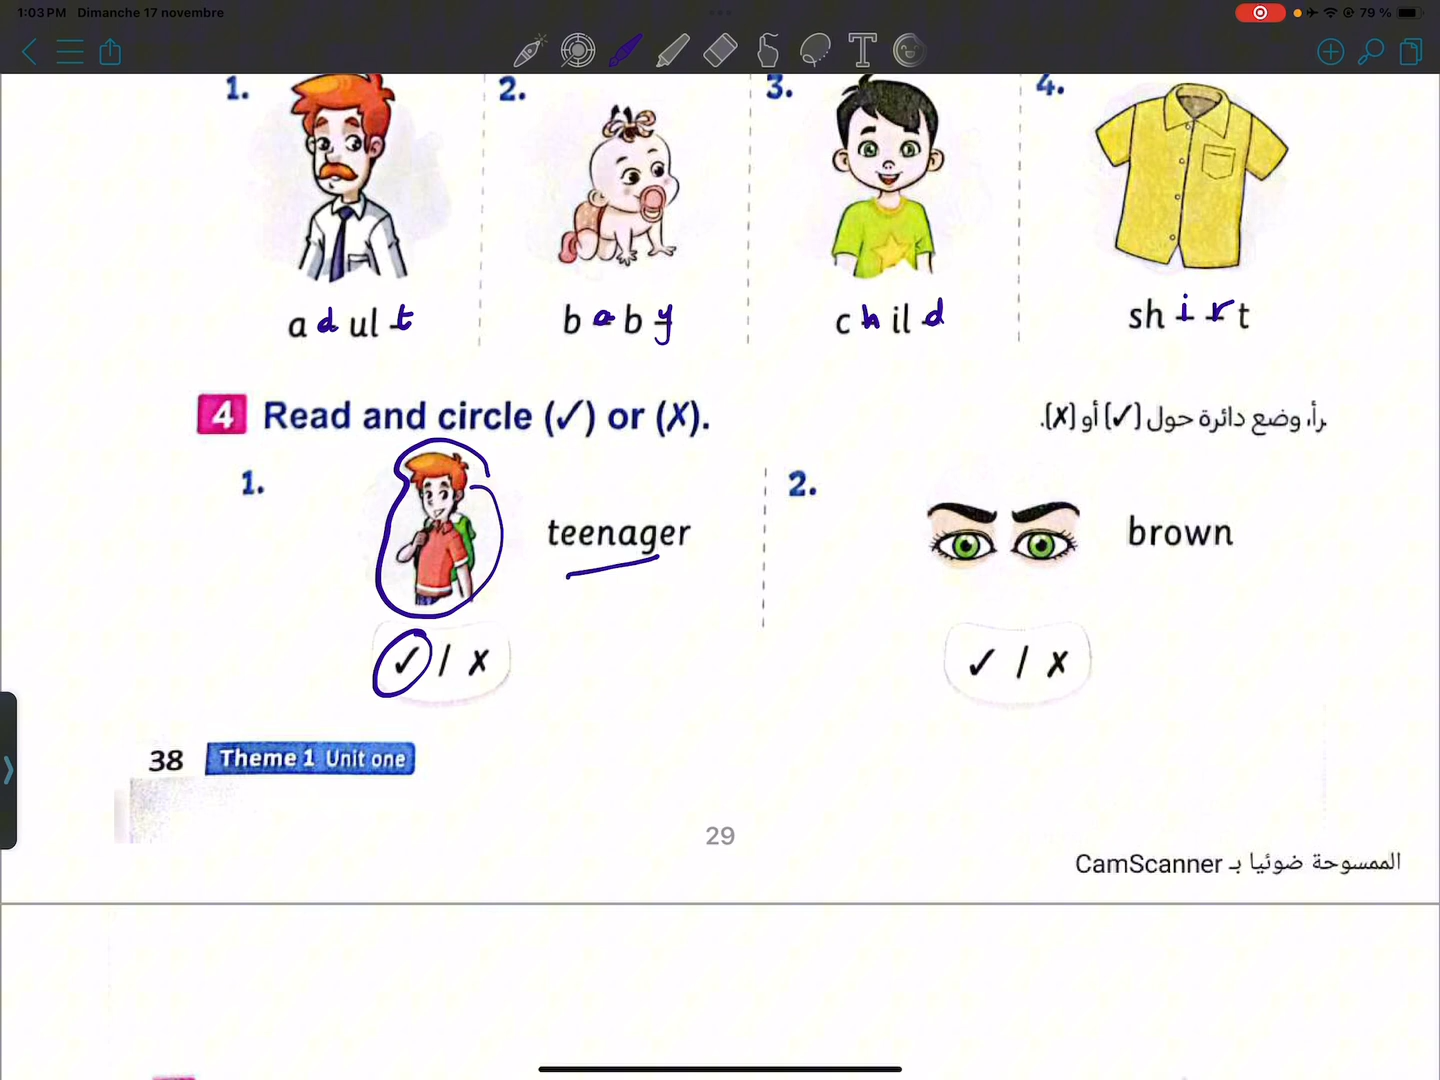 1:03 PM Dimanche 17 novembre 79 %
1. 2. 3. 4.
adult baby child shirt
4 Read and circle (✓) or (✗).
رأ، وضع دائرة حول (✓) أو (✗).
1. teenager
2. brown
✓ / ✗ ✓ / ✗
38 Theme 1 Unit one
29
الممسوحة ضوئيا بـ CamScanner